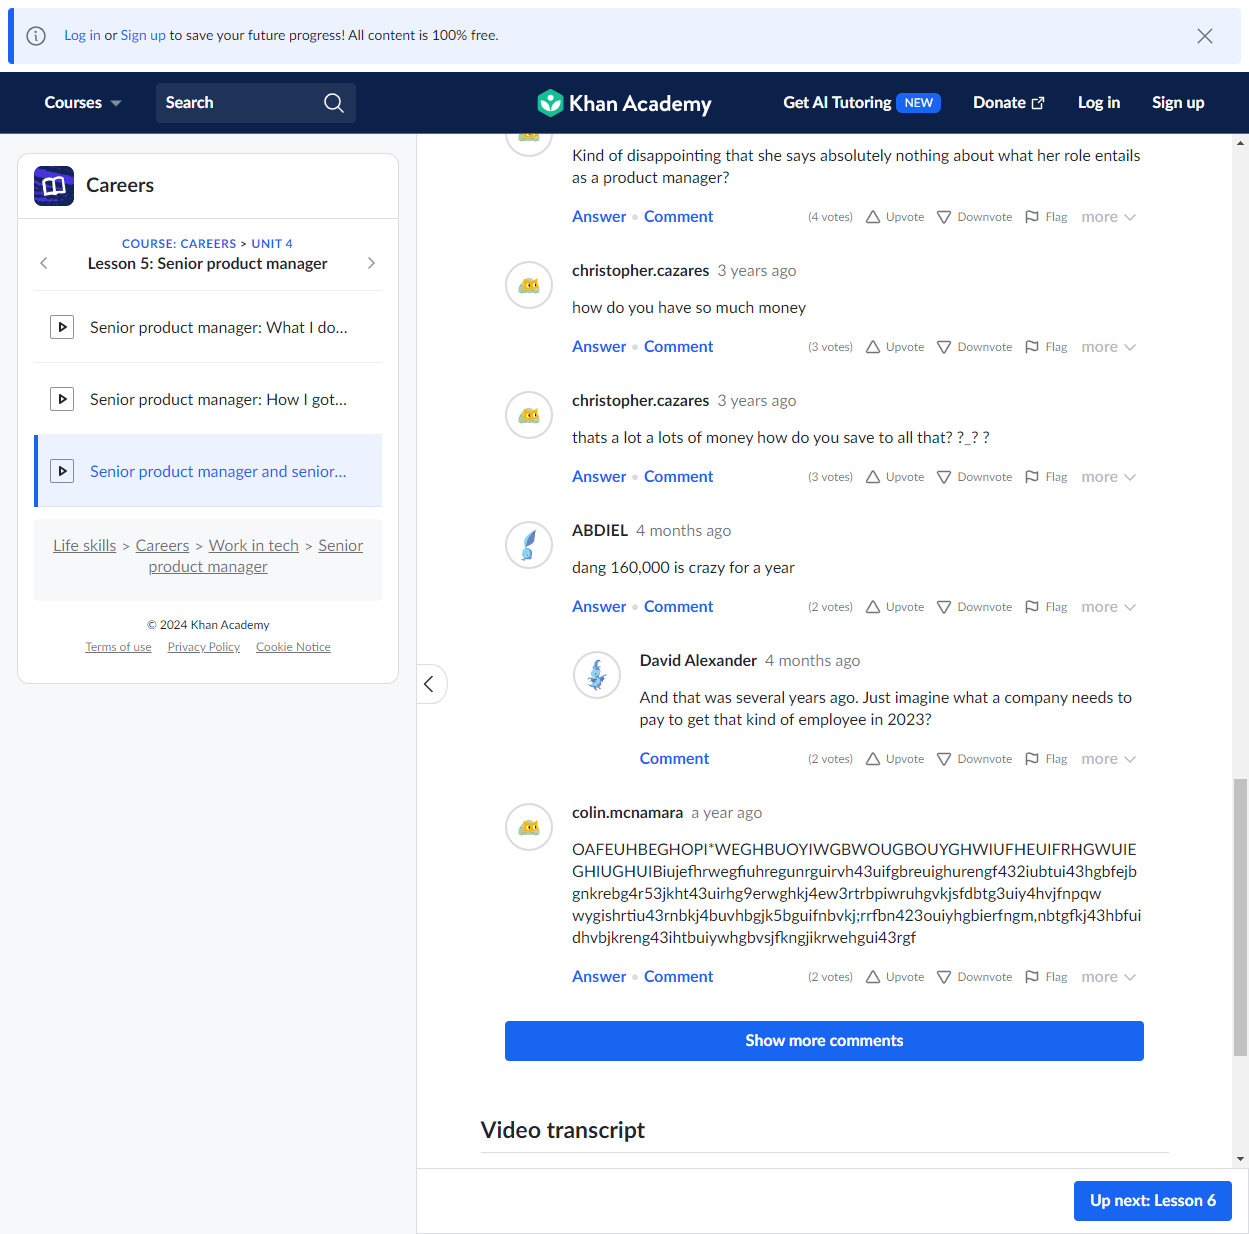 Log in or Sign up to save your future progress! All content is 100% free.
Courses
Search
Khan Academy
Get AI Tutoring NEW
Donate
Log in
Sign up
Careers
COURSE: CAREERS > UNIT 4
Lesson 5: Senior product manager
Senior product manager: What I do...
Senior product manager: How I got...
Senior product manager and senior...
Life skills > Careers > Work in tech > Senior
product manager
© 2024 Khan Academy
Terms of use Privacy Policy Cookie Notice
Kind of disappointing that she says absolutely nothing about what her role entails
as a product manager?
Answer • Comment (4 votes) Upvote Downvote Flag more
christopher.cazares 3 years ago
how do you have so much money
Answer • Comment (3 votes) Upvote Downvote Flag more
christopher.cazares 3 years ago
thats a lot a lots of money how do you save to all that? ?_? ?
Answer • Comment (3 votes) Upvote Downvote Flag more
ABDIEL 4 months ago
dang 160,000 is crazy for a year
Answer • Comment (2 votes) Upvote Downvote Flag more
David Alexander 4 months ago
And that was several years ago. Just imagine what a company needs to
pay to get that kind of employee in 2023?
Comment (2 votes) Upvote Downvote Flag more
colin.mcnamara a year ago
OAFEUHBEGHOPI*WEGHBUOYIWGBWOUGBOUYGHWIUFHEUIFRHGWUIE
GHIUGHUIBiujefhrwegfiuhregunrguirvh43uifgbreuighurengf432iubtui43hgbfejb
gnkrebg4r53jkht43uirhg9erwghkj4ew3rtrbpiwruhgvkjsfdbtg3uiy4hvjfnpqw
wygishrtiu43rnbkj4buvhbgjk5bguifnbvkj;rrfbn423ouiyhgbierfngm,nbtgfkj43hbfui
dhvbjkreng43ihtbuiywhgbvsjfkngjikrwehgui43rgf
Answer • Comment (2 votes) Upvote Downvote Flag more
Show more comments
Video transcript
Up next: Lesson 6